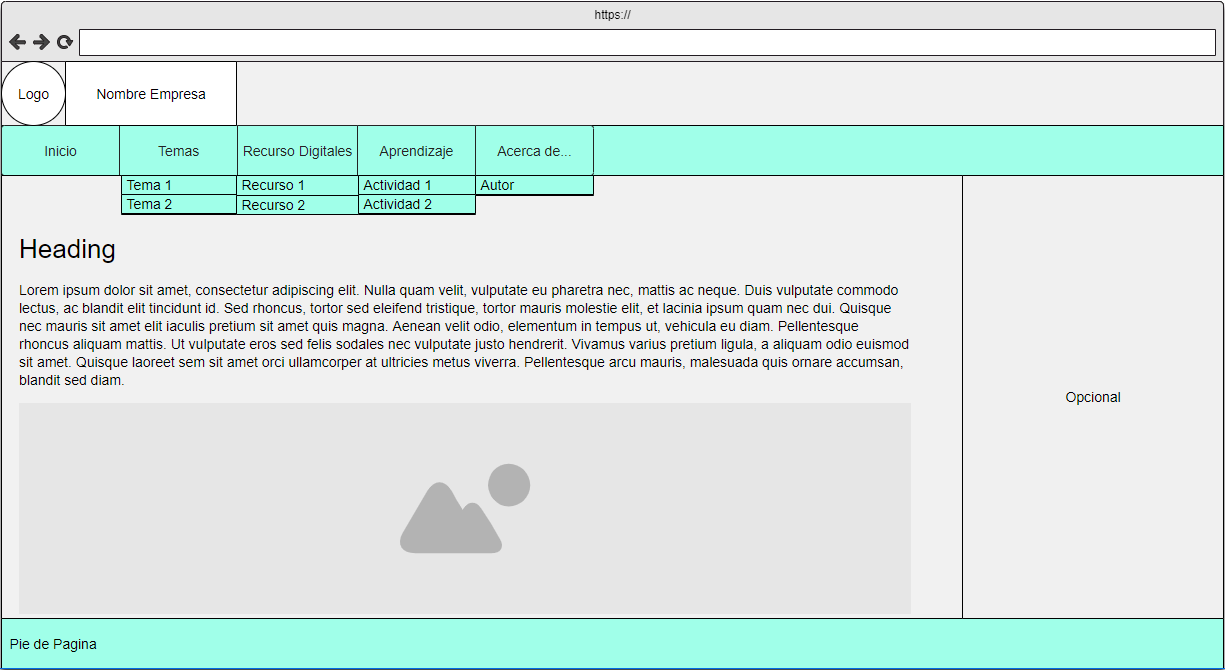 https://
Logo
Nombre Empresa
Inicio
Temas
Recurso Digitales
Aprendizaje
Acerca de...
Tema 1
Recurso 1
Actividad 1
Autor
Tema 2
Recurso 2
Actividad 2
Heading
Lorem ipsum dolor sit amet, consectetur adipiscing elit. Nulla quam velit, vulputate eu pharetra nec, mattis ac neque. Duis vulputate commodo
lectus, ac blandit elit tincidunt id. Sed rhoncus, tortor sed eleifend tristique, tortor mauris molestie elit, et lacinia ipsum quam nec dui. Quisque
nec mauris sit amet elit iaculis pretium sit amet quis magna. Aenean velit odio, elementum in tempus ut, vehicula eu diam. Pellentesque
rhoncus aliquam mattis. Ut vulputate eros sed felis sodales nec vulputate justo hendrerit. Vivamus varius pretium ligula, a aliquam odio euismod
sit amet. Quisque laoreet sem sit amet orci ullamcorper at ultricies metus viverra. Pellentesque arcu mauris, malesuada quis ornare accumsan,
blandit sed diam.
Opcional
Pie de Pagina